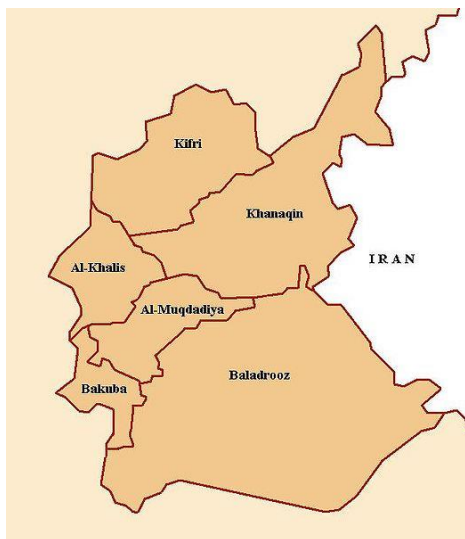 Kifri
Khanaqin
IRAN
Al-Khalis
Al-Muqdadiya
Baladrooz
Bakuba